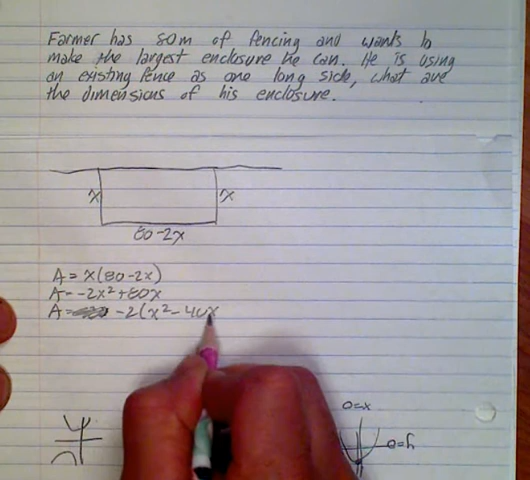 Farmer has 80m of fencing and wants to
make the largest enclosure he can. He is using
an existing fence as one long side, what are
the dimensions of his enclosure.
x
x
80-2x
A = x(80-2x)
A = -2x²+80x
A = -2(x²-40x
0=x
0=h